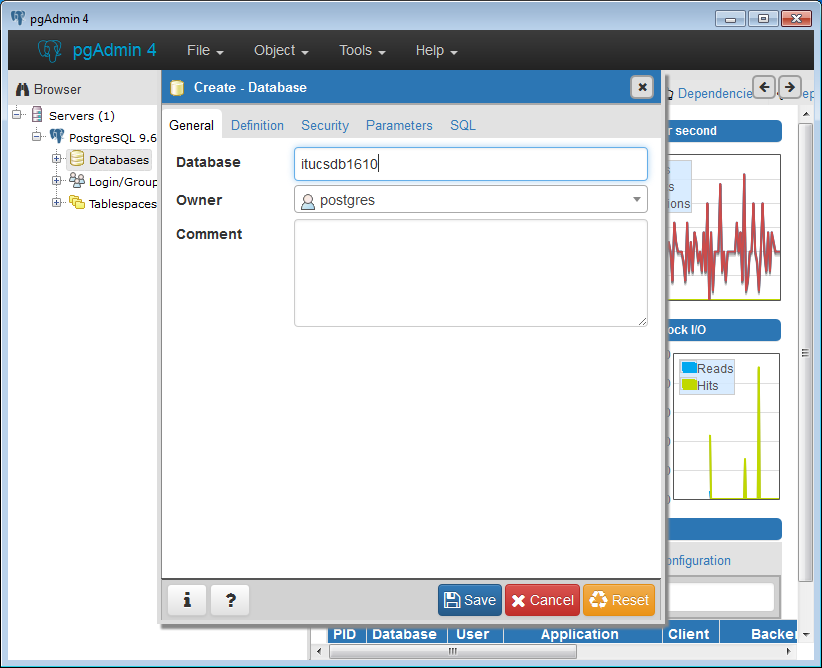 pgAdmin 4
pgAdmin 4 File Object Tools Help
Browser
Servers (1)
PostgreSQL 9.6
Databases
Login/Group
Tablespaces
Create - Database
General Definition Security Parameters SQL
Database itucsdb1610
Owner postgres
Comment
i ? Save Cancel Reset
Dependencie
r second
s
s
ions
ock I/O
Reads
Hits
onfiguration
PID Database User Application Client Backer